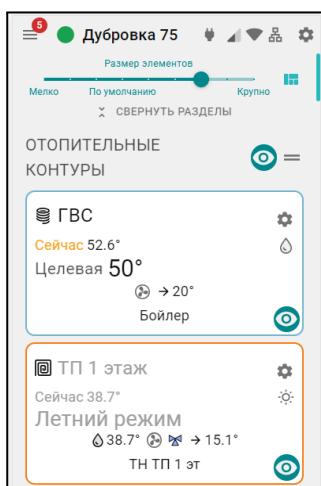 5
Дубровка 75
Размер элементов
Мелко По умолчанию Крупно
СВЕРНУТЬ РАЗДЕЛЫ
ОТОПИТЕЛЬНЫЕ
КОНТУРЫ
ГВС
Сейчас 52.6°
Целевая 50°
→ 20°
Бойлер
ТП 1 этаж
Сейчас 38.7°
Летний режим
38.7° → 15.1°
ТН ТП 1 эт